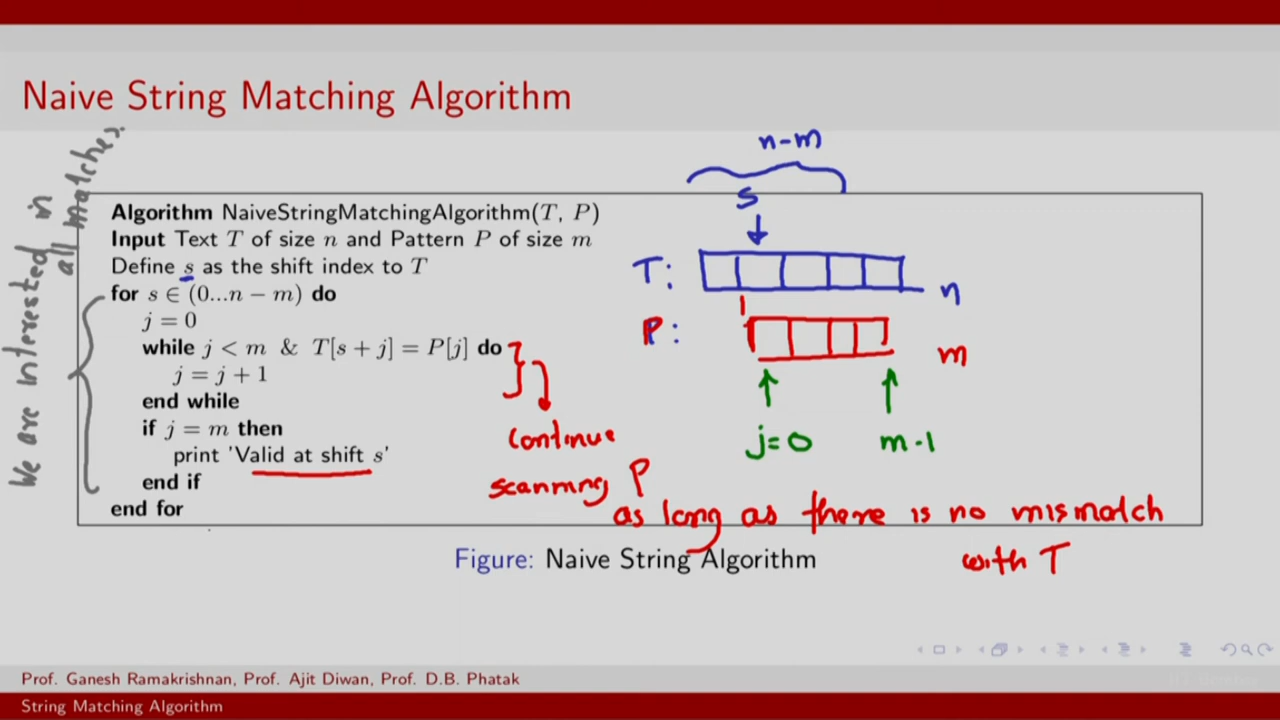 Naive String Matching Algorithm
We are interested in
all matches.
Algorithm NaiveStringMatchingAlgorithm(T, P)
Input Text T of size n and Pattern P of size m
Define s as the shift index to T
for s ∈ (0...n − m) do
j = 0
while j < m & T[s + j] = P[j] do
j = j + 1
end while
if j = m then
print 'Valid at shift s'
end if
end for
n-m
s
T:
n
P:
m
j=0
m-1
continue
scanning P
as long as there is no mismatch
with T
Figure: Naive String Algorithm
Prof. Ganesh Ramakrishnan, Prof. Ajit Diwan, Prof. D.B. Phatak
String Matching Algorithm